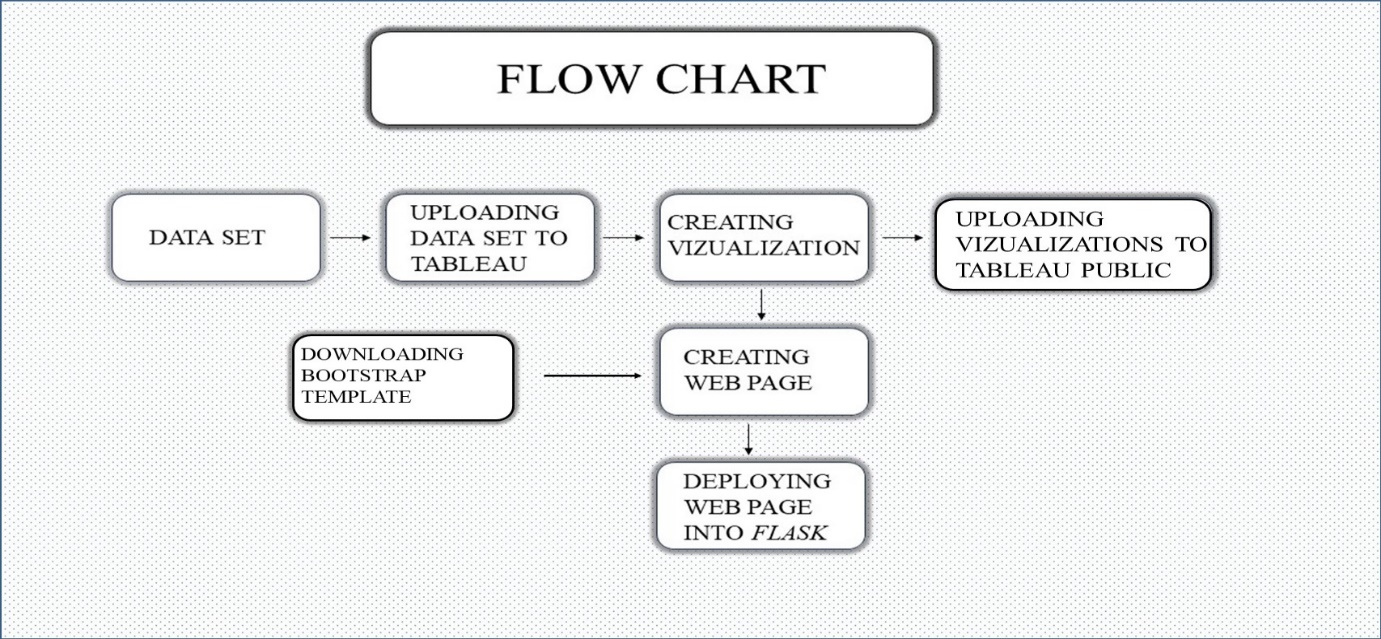 FLOW CHART
DATA SET
UPLOADING
DATA SET TO
TABLEAU
CREATING
VIZUALIZATION
UPLOADING
VIZUALIZATIONS TO
TABLEAU PUBLIC
DOWNLOADING
BOOTSTRAP
TEMPLATE
CREATING
WEB PAGE
DEPLOYING
WEB PAGE
INTO FLASK